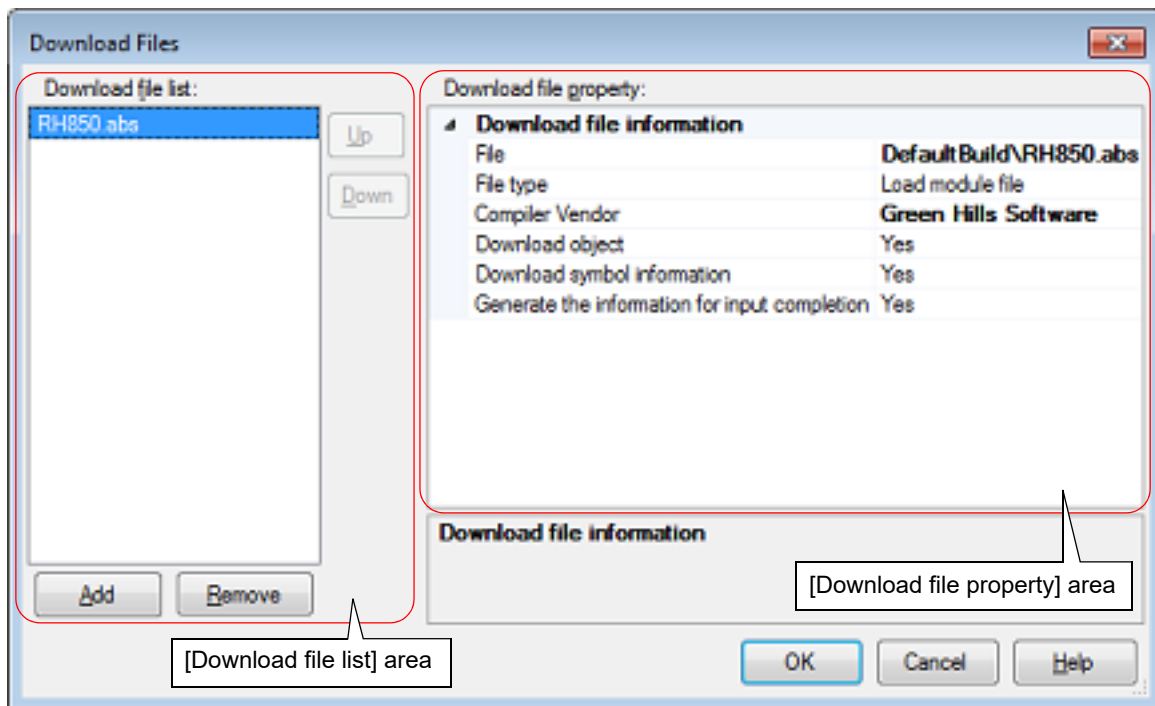 Download Files
Download file list:
RH850.abs
Up
Down
Add
Remove
[Download file list] area
Download file property:
Download file information
File DefaultBuild\RH850.abs
File type Load module file
Compiler Vendor Green Hills Software
Download object Yes
Download symbol information Yes
Generate the information for input completion Yes
Download file information
[Download file property] area
OK
Cancel
Help